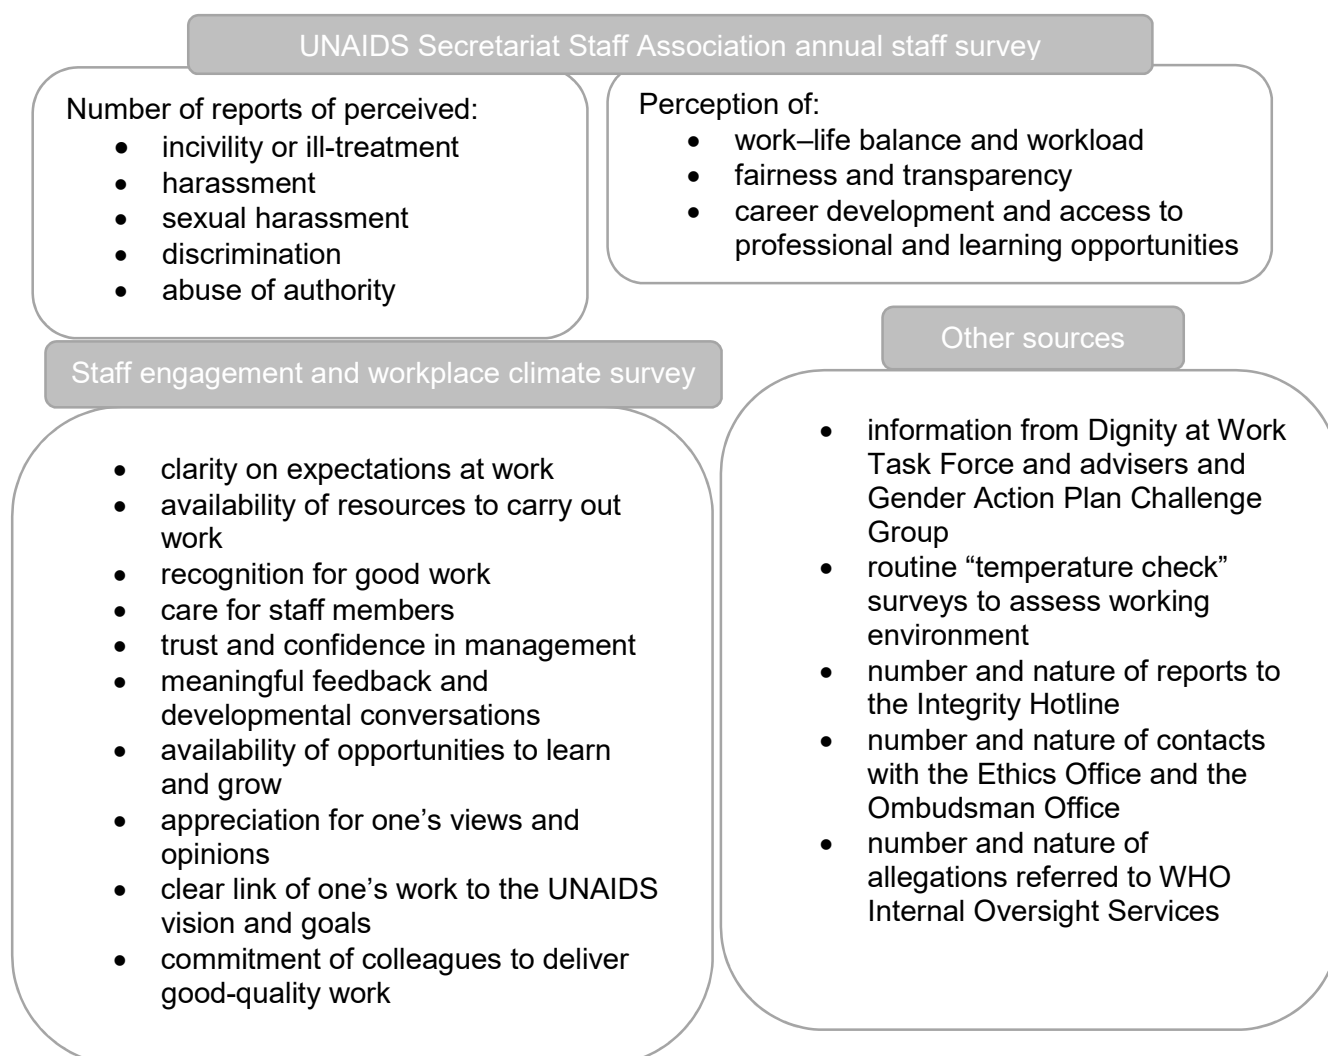 UNAIDS Secretariat Staff Association annual staff survey
Number of reports of perceived:
• incivility or ill-treatment
• harassment
• sexual harassment
• discrimination
• abuse of authority
Perception of:
• work–life balance and workload
• fairness and transparency
• career development and access to
professional and learning opportunities
Staff engagement and workplace climate survey
• clarity on expectations at work
• availability of resources to carry out
work
• recognition for good work
• care for staff members
• trust and confidence in management
• meaningful feedback and
developmental conversations
• availability of opportunities to learn
and grow
• appreciation for one’s views and
opinions
• clear link of one’s work to the UNAIDS
vision and goals
• commitment of colleagues to deliver
good-quality work
Other sources
• information from Dignity at Work
Task Force and advisers and
Gender Action Plan Challenge
Group
• routine “temperature check”
surveys to assess working
environment
• number and nature of reports to
the Integrity Hotline
• number and nature of contacts
with the Ethics Office and the
Ombudsman Office
• number and nature of
allegations referred to WHO
Internal Oversight Services